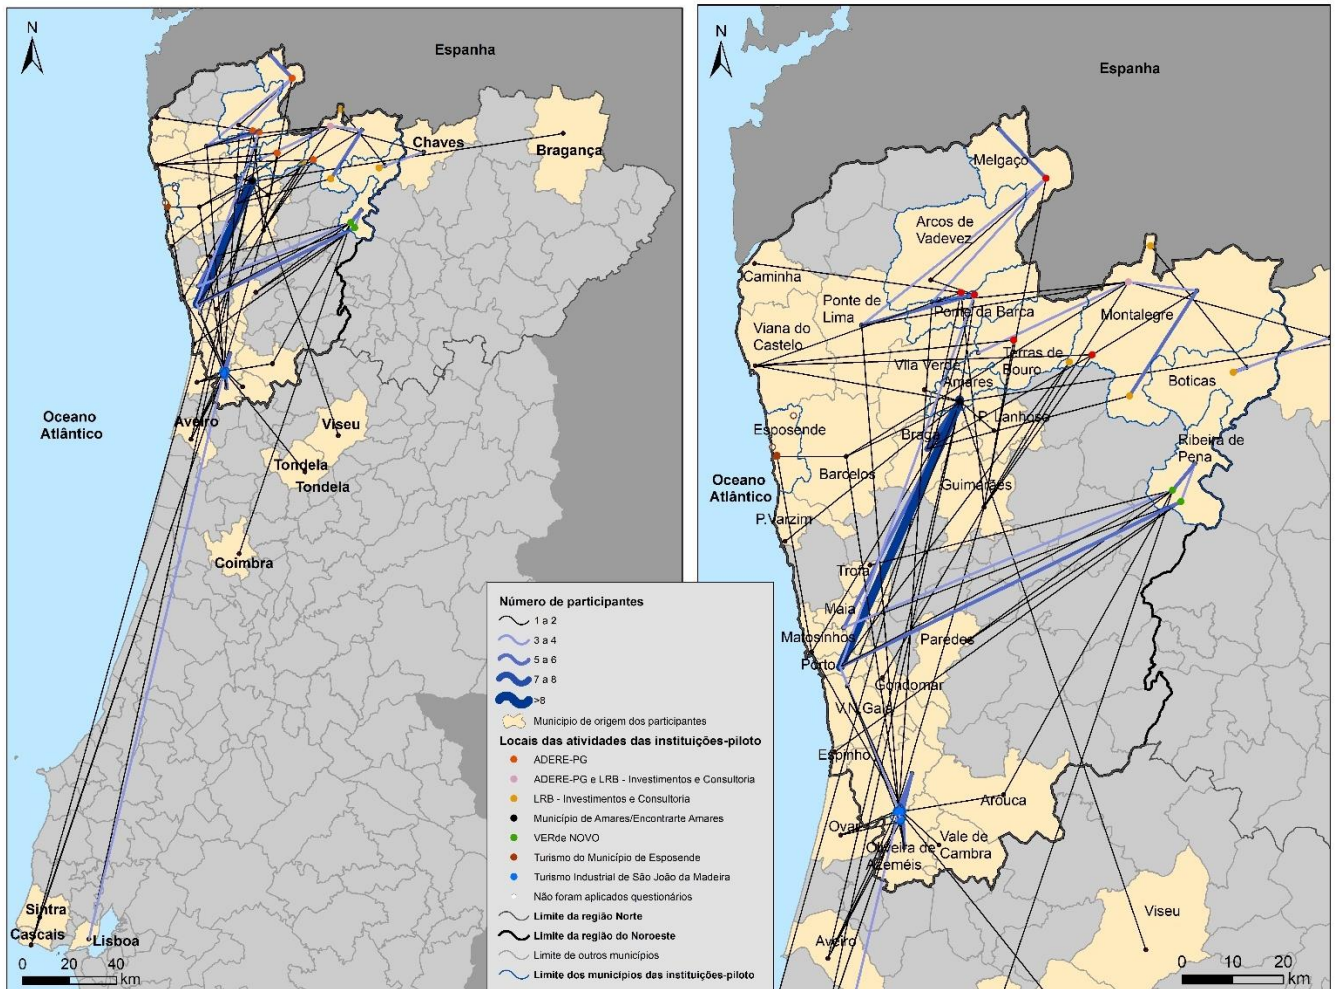 N
Espanha
Chaves
Bragança
Oceano
Atlântico
Aveiro
Viseu
Tondela
Tondela
Coimbra
Sintra
Cascais
Lisboa
0 20 40
km
Número de participantes
1 a 2
3 a 4
5 a 6
7 a 8
>8
Município de origem dos participantes
Locais das atividades das instituições-piloto
ADERE-PG
ADERE-PG e LRB - Investimentos e Consultoria
LRB - Investimentos e Consultoria
Município de Amares/Encontrarte Amares
VERde NOVO
Turismo do Município de Esposende
Turismo Industrial de São João da Madeira
Não foram aplicados questionários
Limite da região Norte
Limite da região do Noroeste
Limite de outros municípios
Limite dos municípios das instituições-piloto
N
Espanha
Melgaço
Arcos de
Vadevez
Caminha
Ponte de
Lima
Ponte da Barca
Montalegre
Viana do
Castelo
Vila Verde
Terras de
Bouro
Amares
Boticas
P. Lanhoso
Esposende
Braga
Ribeira de
Pena
Barcelos
Guimarães
Oceano
Atlântico
P.Varzim
Trofa
Maia
Matosinhos
Paredes
Porto
Gondomar
V.N.Gaia
Espinho
Arouca
Ovar
Oliveira de
Azeméis
Vale de
Cambra
Viseu
Aveiro
0 10 20
km